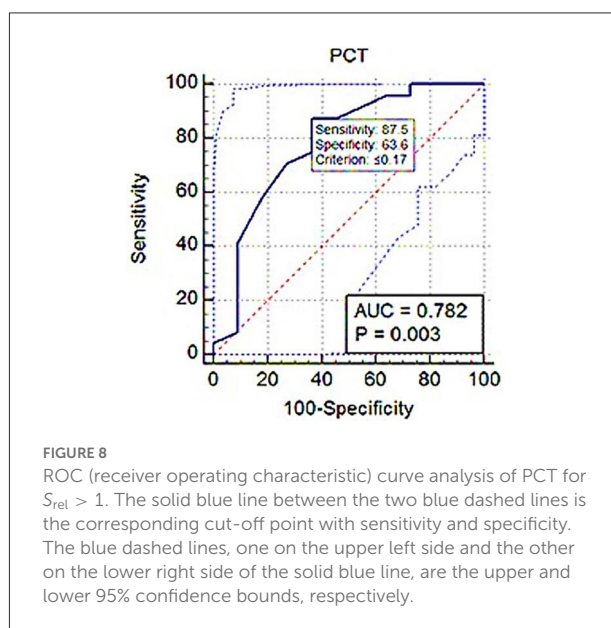 PCT
100
80
60
40
20
0
Sensitivity
Sensitivity: 87.5
Specificity: 63.6
Criterion: ≤0.17
AUC = 0.782
P = 0.003
0 20 40 60 80 100
100-Specificity
FIGURE 8
ROC (receiver operating characteristic) curve analysis of PCT for
Srel > 1. The solid blue line between the two blue dashed lines is
the corresponding cut-off point with sensitivity and specificity.
The blue dashed lines, one on the upper left side and the other
on the lower right side of the solid blue line, are the upper and
lower 95% confidence bounds, respectively.